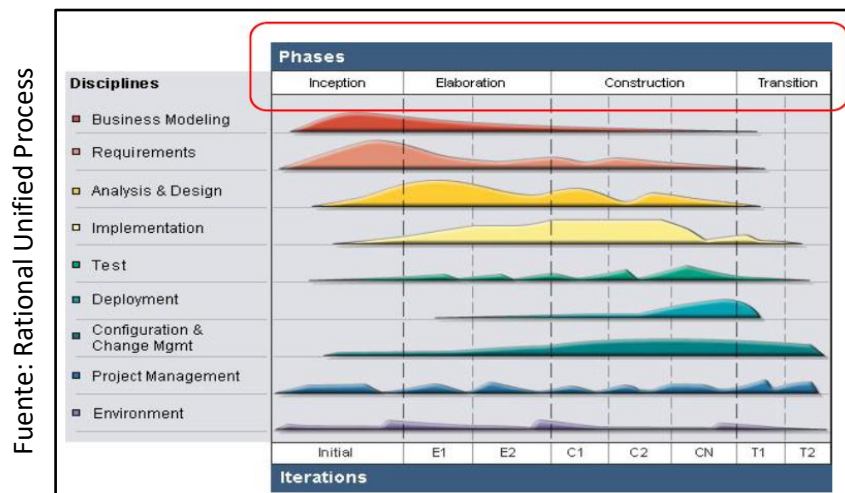 Fuente: Rational Unified Process
Phases
Disciplines
Inception
Elaboration
Construction
Transition
Business Modeling
Requirements
Analysis & Design
Implementation
Test
Deployment
Configuration &
Change Mgmt
Project Management
Environment
Initial
E1
E2
C1
C2
CN
T1
T2
Iterations